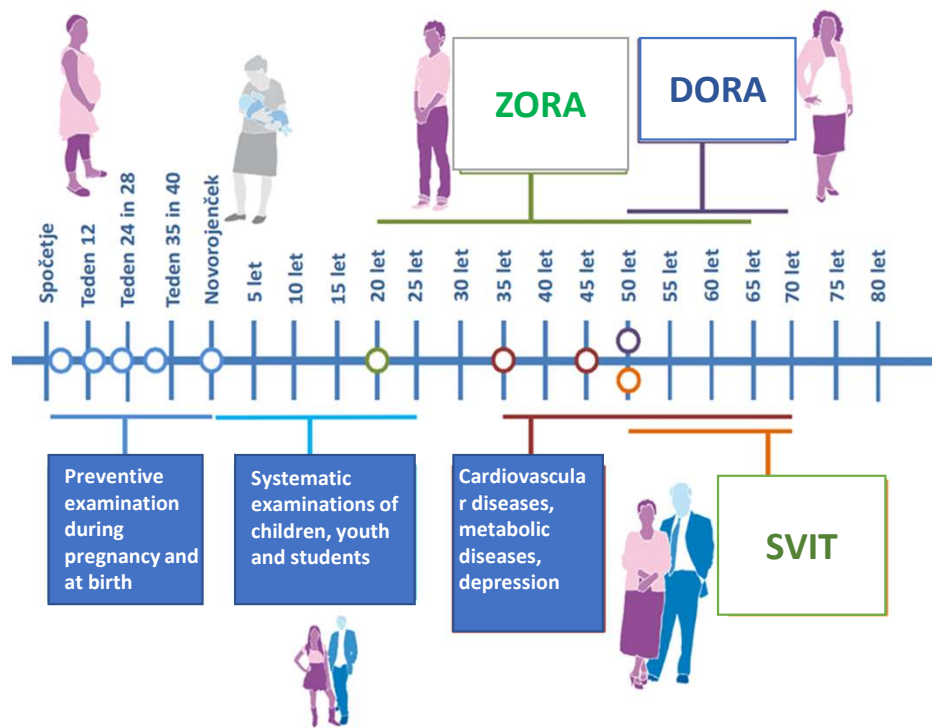 ZORA
DORA
Spočetje
Teden 12
Teden 24 in 28
Teden 35 in 40
Novorojenček
5 let
10 let
15 let
20 let
25 let
30 let
35 let
40 let
45 let
50 let
55 let
60 let
65 let
70 let
75 let
80 let
Preventive
examination
during
pregnancy and
at birth
Systematic
examinations of
children, youth
and students
Cardiovascula
r diseases,
metabolic
diseases,
depression
SVIT